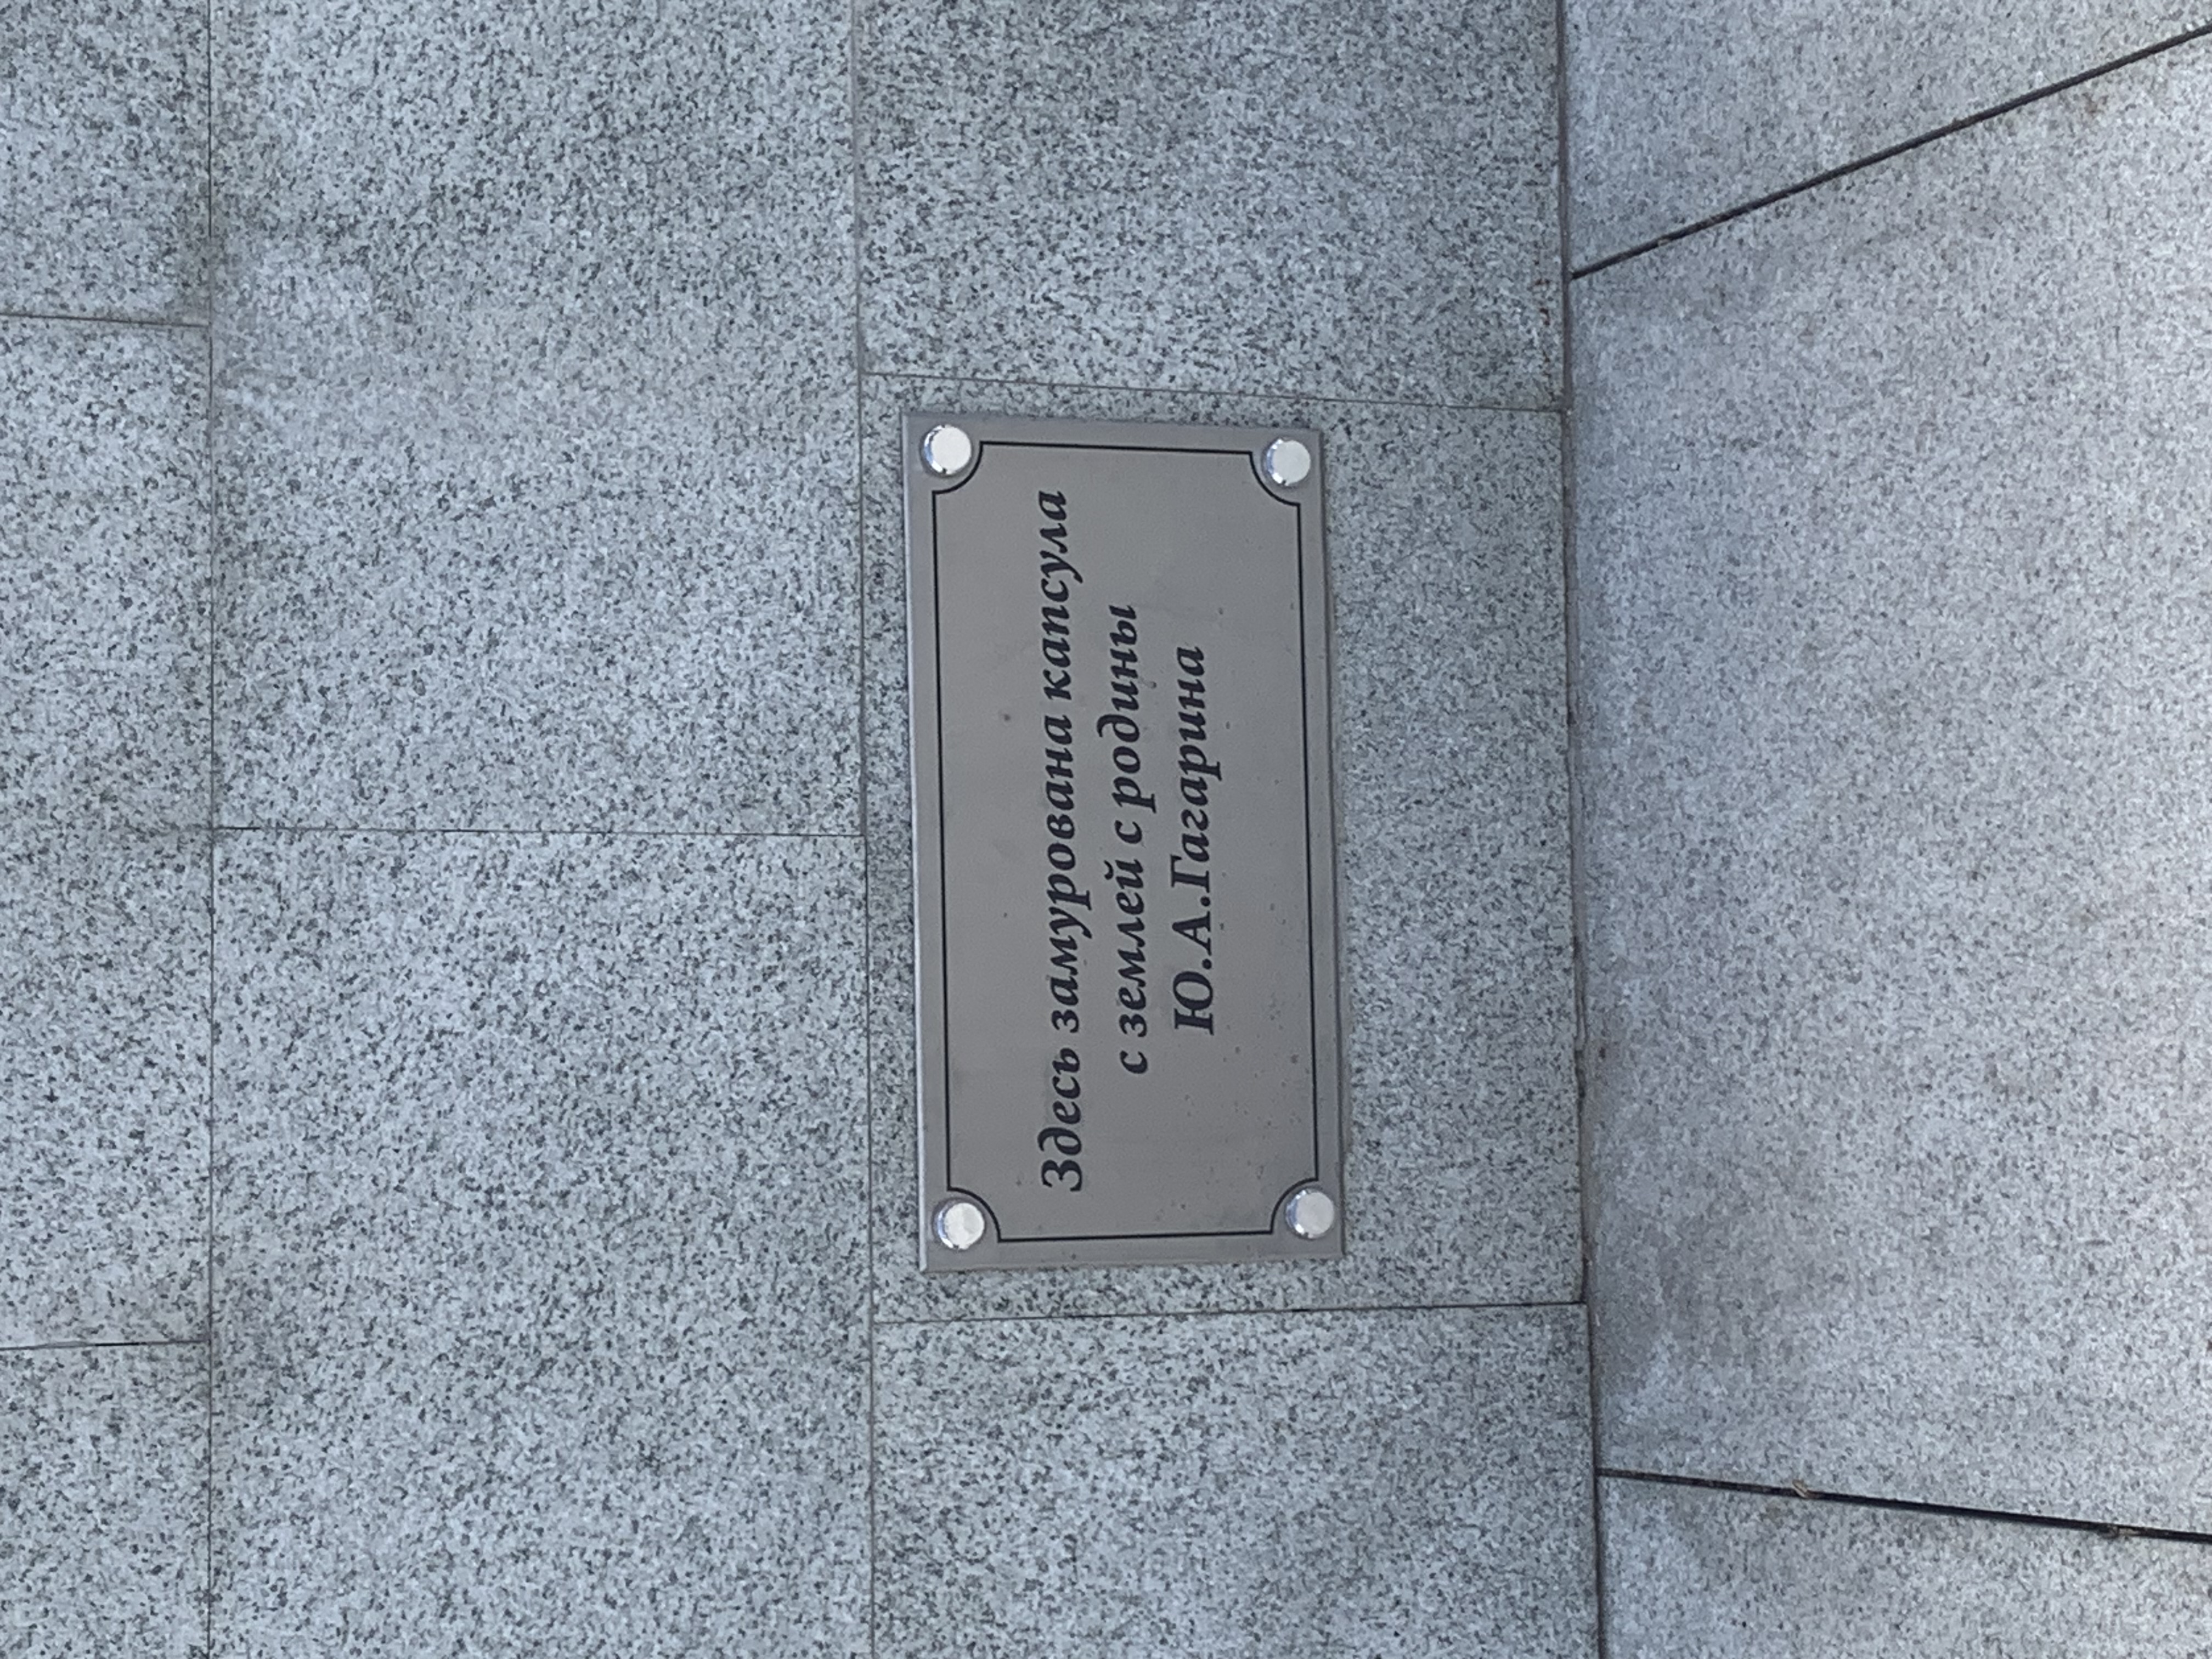 Здесь замурована капсула
с землей с родины
Ю.А.Гагарина